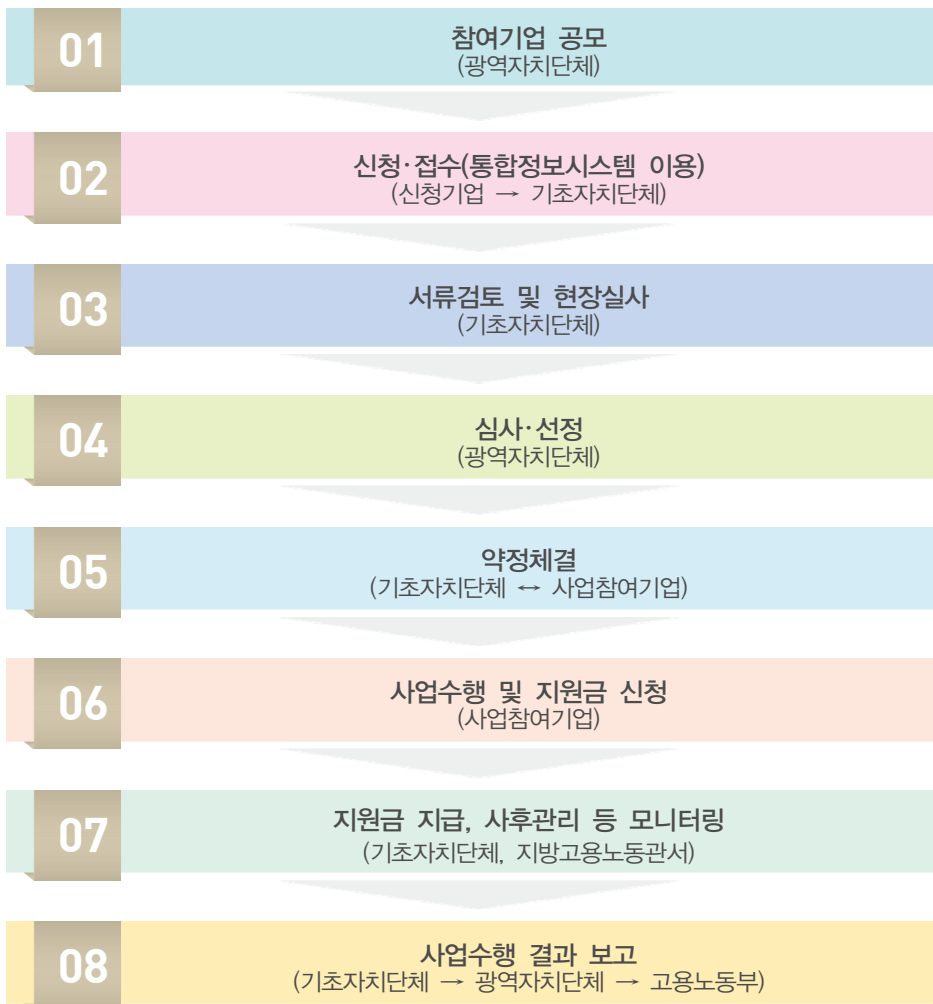 01
참여기업 공모
(광역자치단체)
02
신청·접수(통합정보시스템 이용)
(신청기업 → 기초자치단체)
03
서류검토 및 현장실사
(기초자치단체)
04
심사·선정
(광역자치단체)
05
약정체결
(기초자치단체 ↔ 사업참여기업)
06
사업수행 및 지원금 신청
(사업참여기업)
07
지원금 지급, 사후관리 등 모니터링
(기초자치단체, 지방고용노동관서)
08
사업수행 결과 보고
(기초자치단체 → 광역자치단체 → 고용노동부)